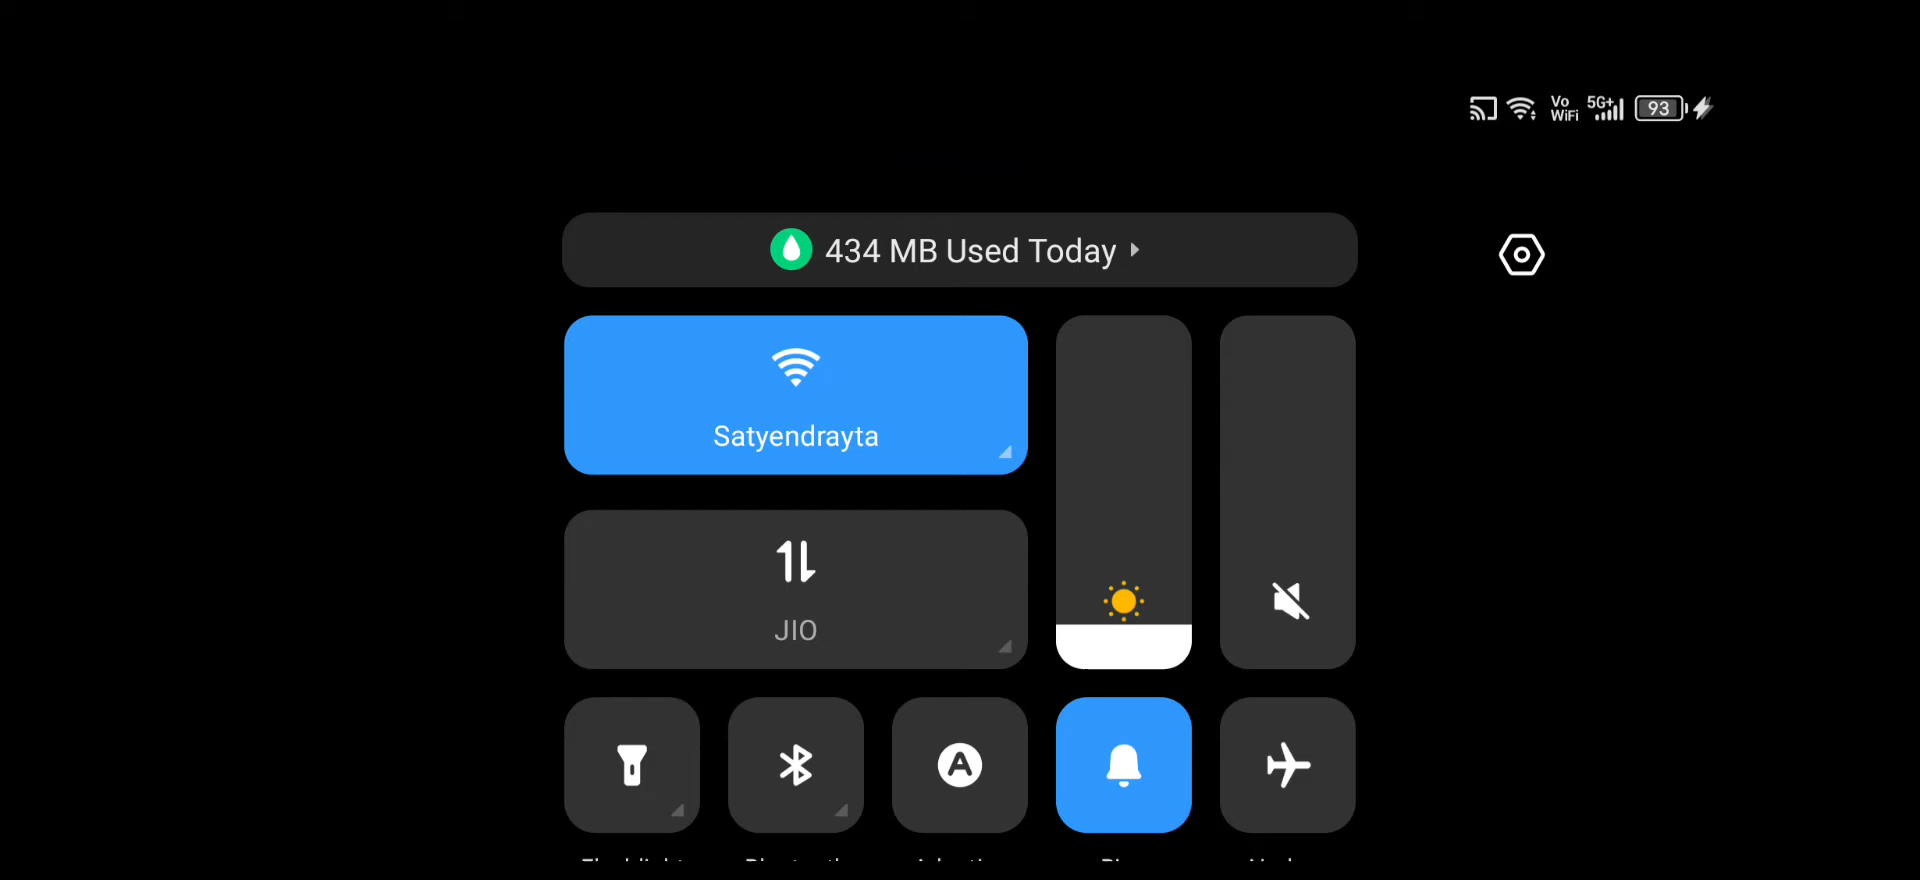 Vo
WiFi
5G+
93
434 MB Used Today
Satyendrayta
JIO